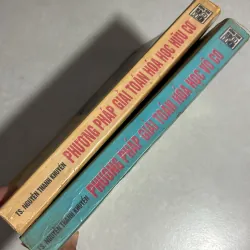 TS. NGUYỄN THANH KHUYẾN PHƯƠNG PHÁP GIẢI TOÁN HÓA HỌC HỮU CƠ
TS. NGUYỄN THANH KHUYẾN PHƯƠNG PHÁP GIẢI TOÁN HÓA HỌC VÔ CƠ